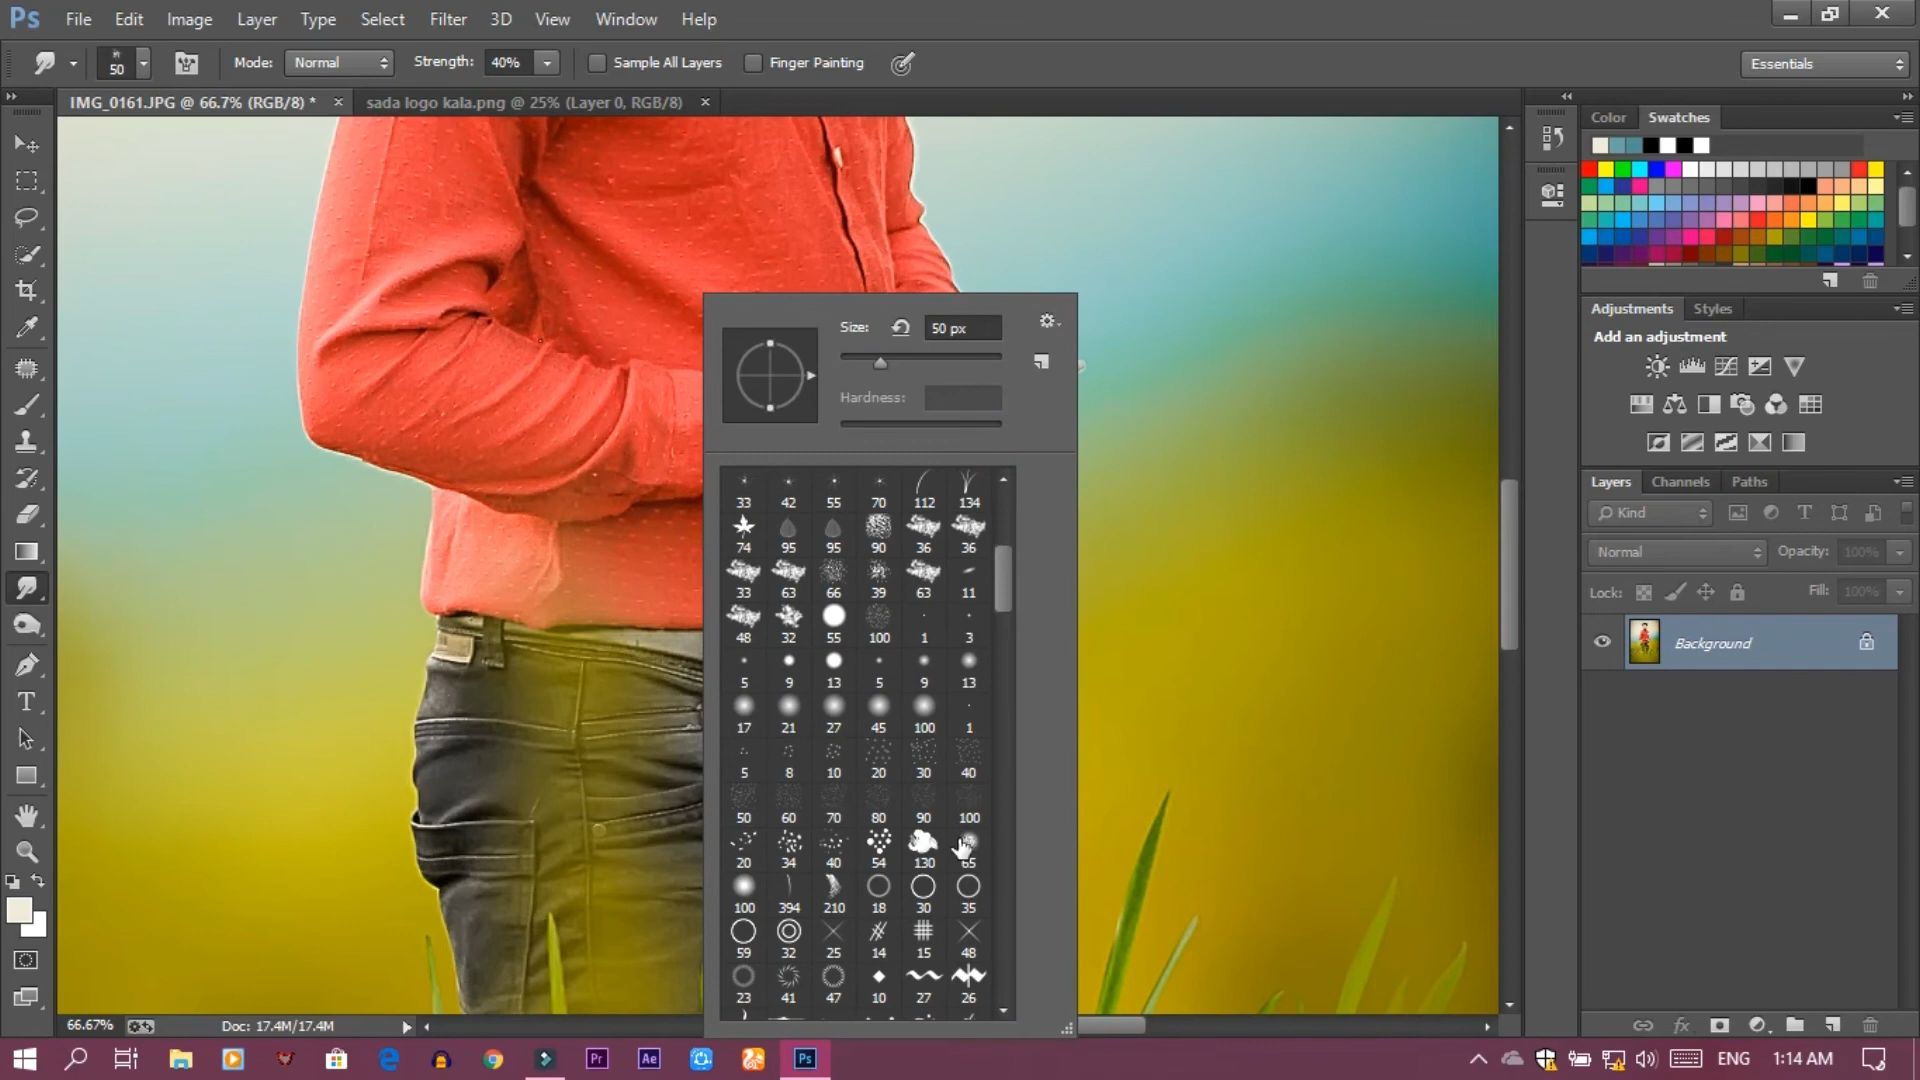 Ps File Edit Image Layer Type Select Filter 3D View Window Help
50 Mode: Normal Strength: 40% Sample All Layers Finger Painting Essentials
IMG_0161.JPG @ 66.7% (RGB/8) * × sada logo kala.png @ 25% (Layer 0, RGB/8) ×
Color Swatches
Adjustments Styles
Add an adjustment
Size: 50 px
Hardness:
33 42 55 70 112 134
74 95 95 90 36 36
33 63 66 39 63 11
48 32 55 100 1 3
5 9 13 5 9 13
17 21 27 45 100 1
5 8 10 20 30 40
50 60 70 80 90 100
20 34 40 54 130 65
100 394 210 18 30 35
59 32 25 14 15 48
23 41 47 10 27 26
Layers Channels Paths
Kind
Normal Opacity: 100%
Lock: Fill: 100%
Background
66.67% Doc: 17.4M/17.4M
Pr Ae Ps ENG 1:14 AM